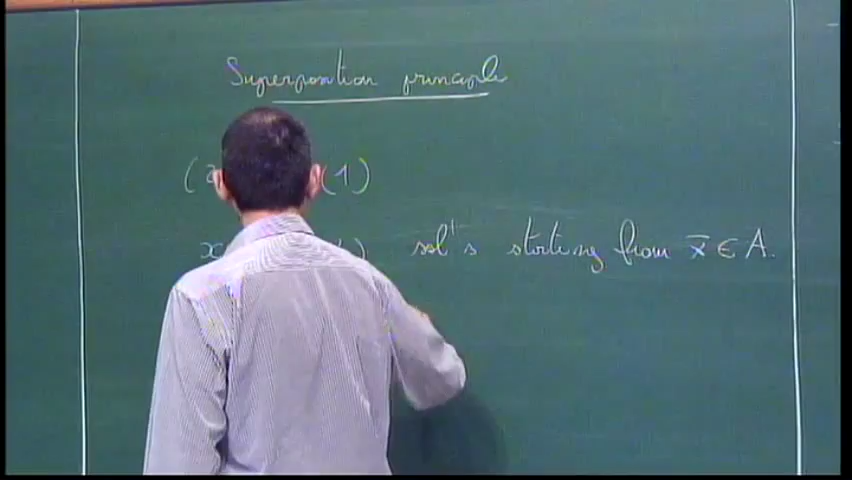 Superposition principle
( (1)
x ) sol's starting from x̄ ∈ A.